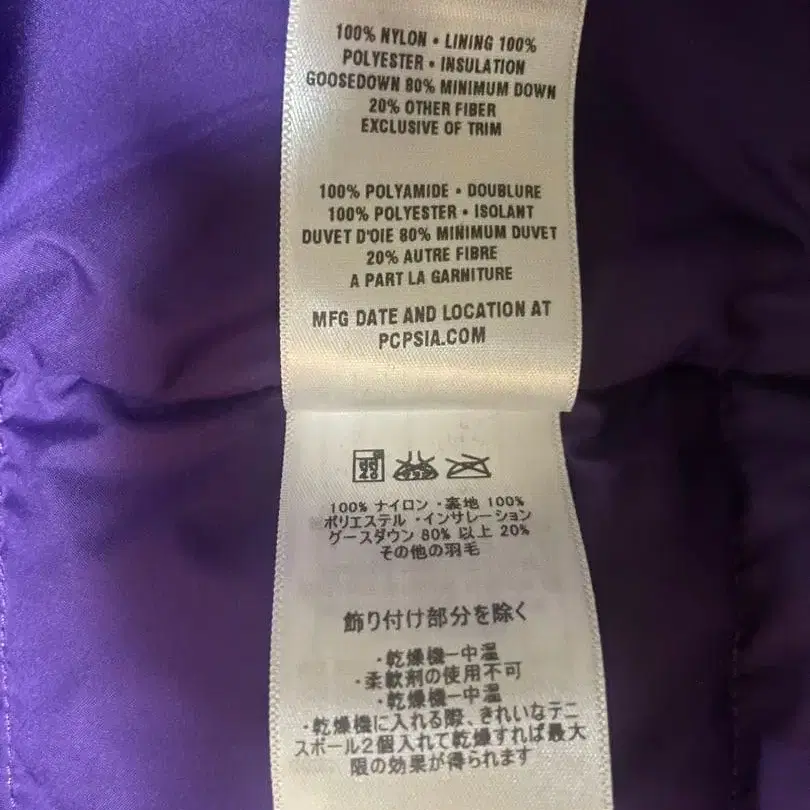 100% NYLON • LINING 100%
POLYESTER • INSULATION
GOOSEDOWN 80% MINIMUM DOWN
20% OTHER FIBER
EXCLUSIVE OF TRIM
100% POLYAMIDE • DOUBLURE
100% POLYESTER • ISOLANT
DUVET D'OIE 80% MINIMUM DUVET
20% AUTRE FIBRE
A PART LA GARNITURE
MFG DATE AND LOCATION AT
PCPSIA.COM
100% ナイロン ・裏地 100%
ポリエステル ・インサレーション
グースダウン 80% 以上 20%
その他の羽毛
飾り付け部分を除く
・乾燥機ー中温
・柔軟剤の使用不可
・乾燥機ー中温
・乾燥機に入れる際、きれいなテニ
スボール2個入れて乾燥すれば最大
限の効果が得られます